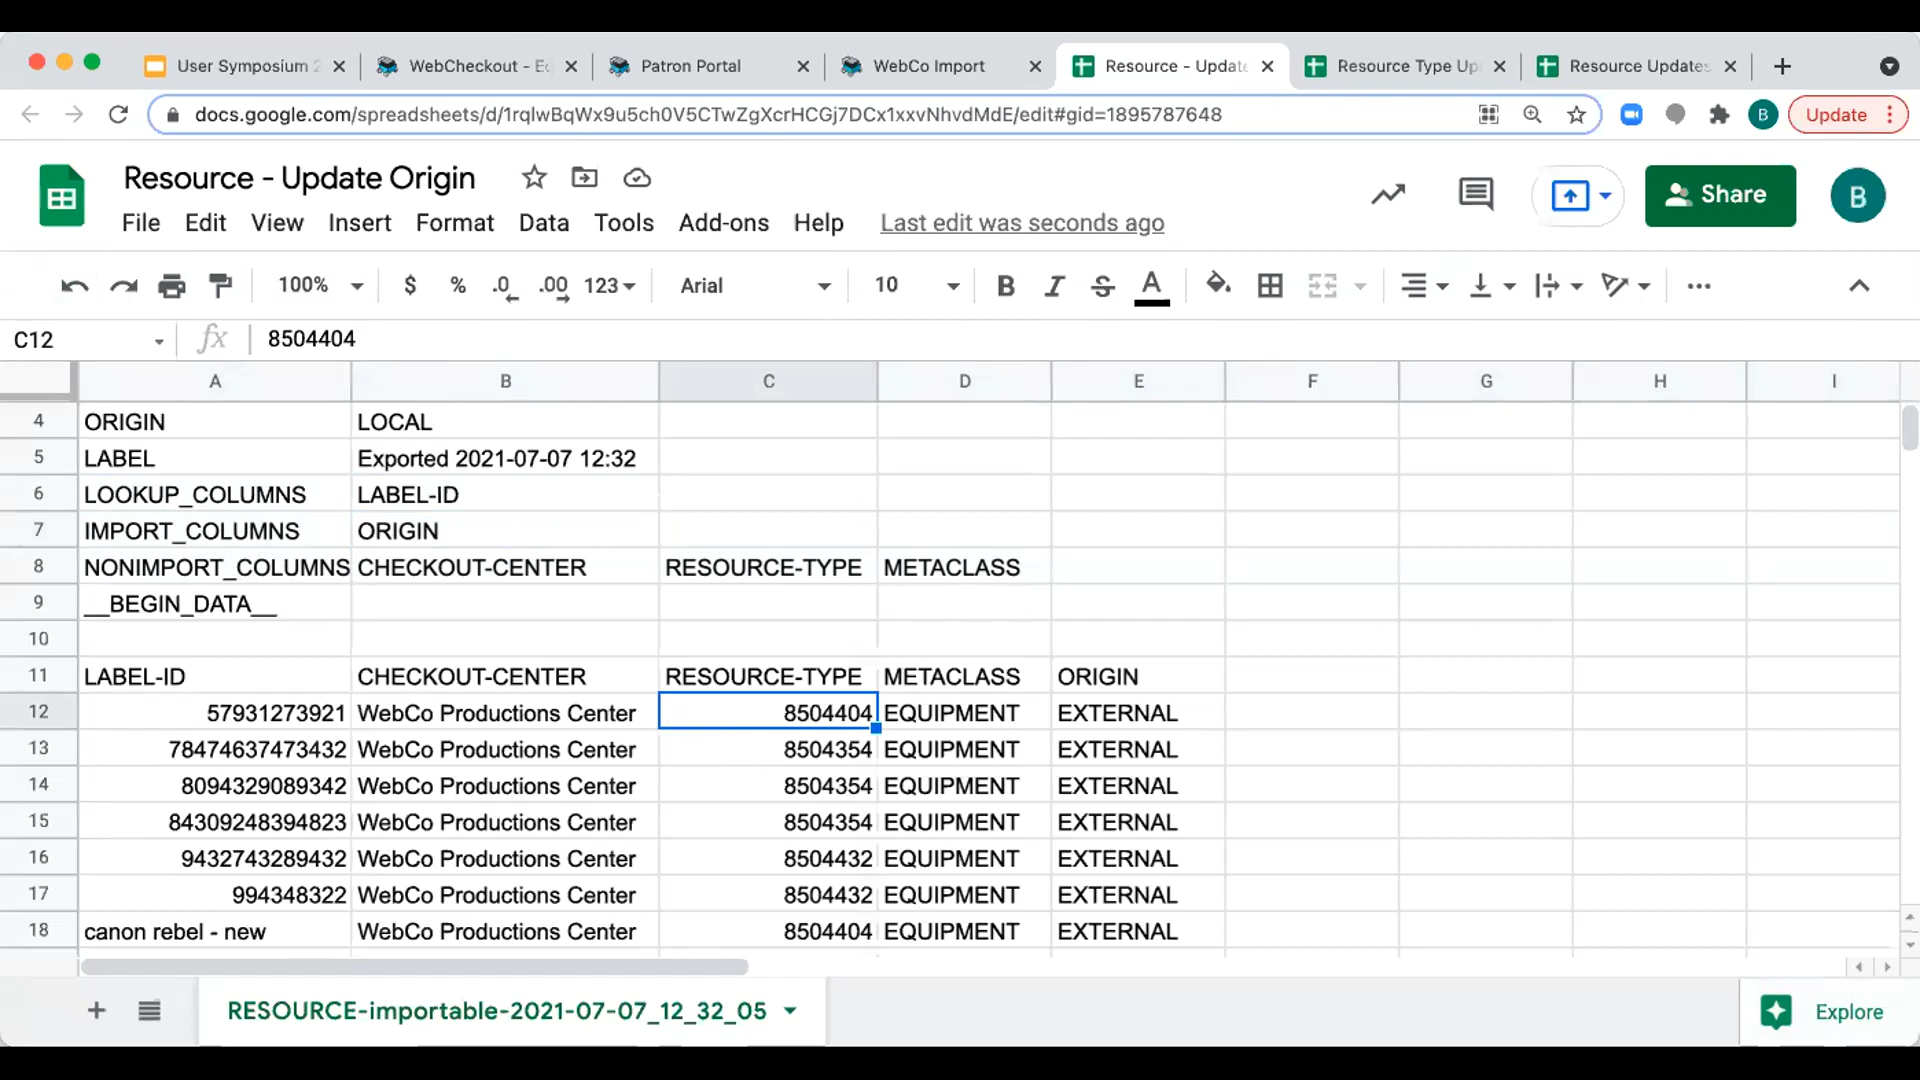 User Symposium 2
WebCheckout - Ec
Patron Portal
WebCo Import
Resource - Update
Resource Type Up
Resource Updates
docs.google.com/spreadsheets/d/1rqlwBqWx9u5ch0V5CTwZgXcrHCGj7DCx1xxvNhvdMdE/edit#gid=1895787648
B
Update
Resource - Update Origin
File Edit View Insert Format Data Tools Add-ons Help Last edit was seconds ago
Share
B
100% $ % .0 .00 123 Arial 10 B I S A
C12 fx 8504404
A B C D E F G H I
4 ORIGIN LOCAL
5 LABEL Exported 2021-07-07 12:32
6 LOOKUP_COLUMNS LABEL-ID
7 IMPORT_COLUMNS ORIGIN
8 NONIMPORT_COLUMNS CHECKOUT-CENTER RESOURCE-TYPE METACLASS
9 __BEGIN_DATA__
10
11 LABEL-ID CHECKOUT-CENTER RESOURCE-TYPE METACLASS ORIGIN
12 57931273921 WebCo Productions Center 8504404 EQUIPMENT EXTERNAL
13 78474637473432 WebCo Productions Center 8504354 EQUIPMENT EXTERNAL
14 8094329089342 WebCo Productions Center 8504354 EQUIPMENT EXTERNAL
15 84309248394823 WebCo Productions Center 8504354 EQUIPMENT EXTERNAL
16 9432743289432 WebCo Productions Center 8504432 EQUIPMENT EXTERNAL
17 994348322 WebCo Productions Center 8504432 EQUIPMENT EXTERNAL
18 canon rebel - new WebCo Productions Center 8504404 EQUIPMENT EXTERNAL
RESOURCE-importable-2021-07-07_12_32_05
Explore